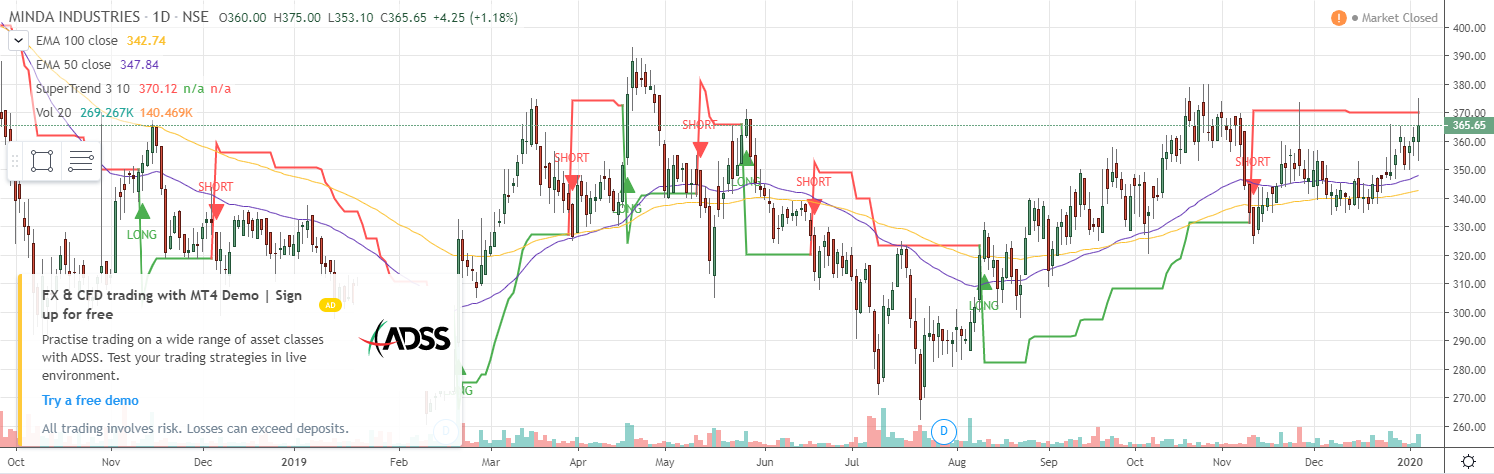 MINDA INDUSTRIES · 1D · NSE O360.00 H375.00 L353.10 C365.65 +4.25 (+1.18%)
! Market Closed
EMA 100 close 342.74
EMA 50 close 347.84
SuperTrend 3 10 370.12 n/a n/a
Vol 20 269.267K 140.469K
400.00
390.00
380.00
370.00
365.65
360.00
350.00
340.00
330.00
320.00
310.00
300.00
290.00
280.00
270.00
260.00
LONG
SHORT
SHORT
LONG
SHORT
LONG
SHORT
LONG
SHORT
FX & CFD trading with MT4 Demo | Sign
up for free
AD
ADSS
Practise trading on a wide range of asset classes
with ADSS. Test your trading strategies in live
environment.
Try a free demo
All trading involves risk. Losses can exceed deposits.
NG
D
D
Oct Nov Dec 2019 Feb Mar Apr May Jun Jul Aug Sep Oct Nov Dec 2020